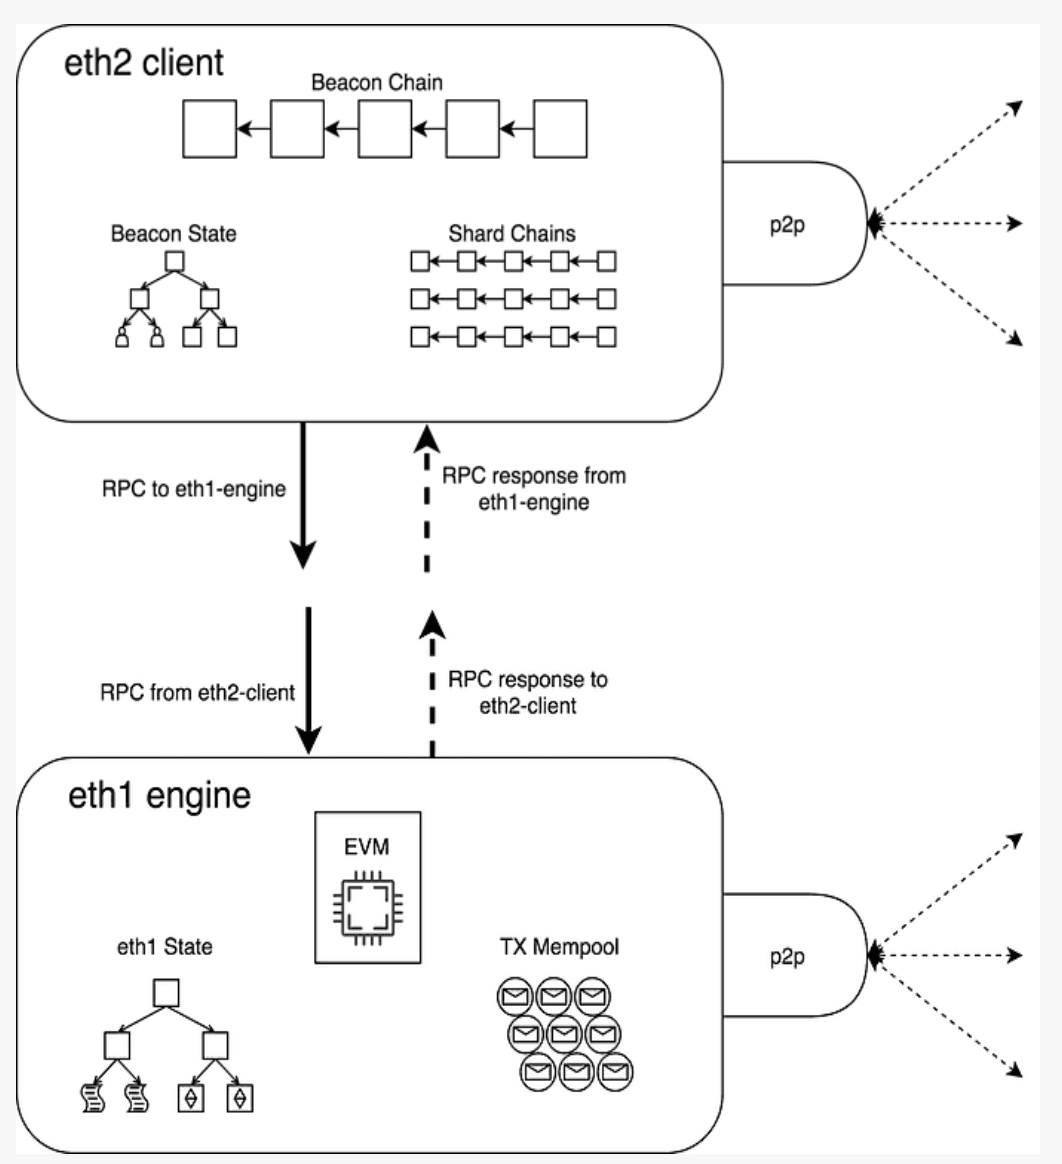 eth2 client
Beacon Chain
p2p
Beacon State
Shard Chains
RPC to eth1-engine
RPC response from
eth1-engine
RPC from eth2-client
RPC response to
eth2-client
eth1 engine
EVM
eth1 State
TX Mempool
p2p